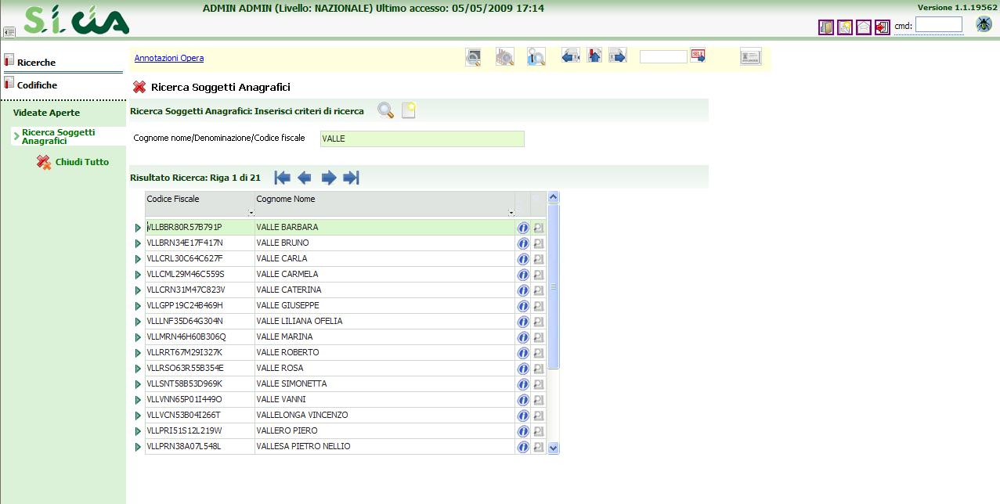 ADMIN ADMIN (Livello: NAZIONALE) Ultimo accesso: 05/05/2009 17:14
Versione 1.1.19562
S.i.CIA
cmd:
Ricerche
Codifiche
Videate Aperte
Ricerca Soggetti
Anagrafici
Chiudi Tutto
Annotazioni Opera
SELE
Ricerca Soggetti Anagrafici
Ricerca Soggetti Anagrafici: Inserisci criteri di ricerca
Cognome nome/Denominazione/Codice fiscale VALLE
Risultato Ricerca: Riga 1 di 21
Codice Fiscale Cognome Nome
VLLBBR80R57B791P VALLE BARBARA
VLLBRN34E17F417N VALLE BRUNO
VLLCRL30C64C627F VALLE CARLA
VLLCML29M46C559S VALLE CARMELA
VLLCRN31M47C823V VALLE CATERINA
VLLGPP19C24B469H VALLE GIUSEPPE
VLLLNF35D64G304N VALLE LILIANA OFELIA
VLLMRN46H60B306Q VALLE MARINA
VLLRRT67M29I327K VALLE ROBERTO
VLLRSO63R55B354E VALLE ROSA
VLLSNT58B53D969K VALLE SIMONETTA
VLLVNN65P01I449O VALLE VANNI
VLLVCN53B04I266T VALLELONGA VINCENZO
VLLPRI51S12L219W VALLERO PIERO
VLLPRN38A07L548L VALLESA PIETRO NELLIO